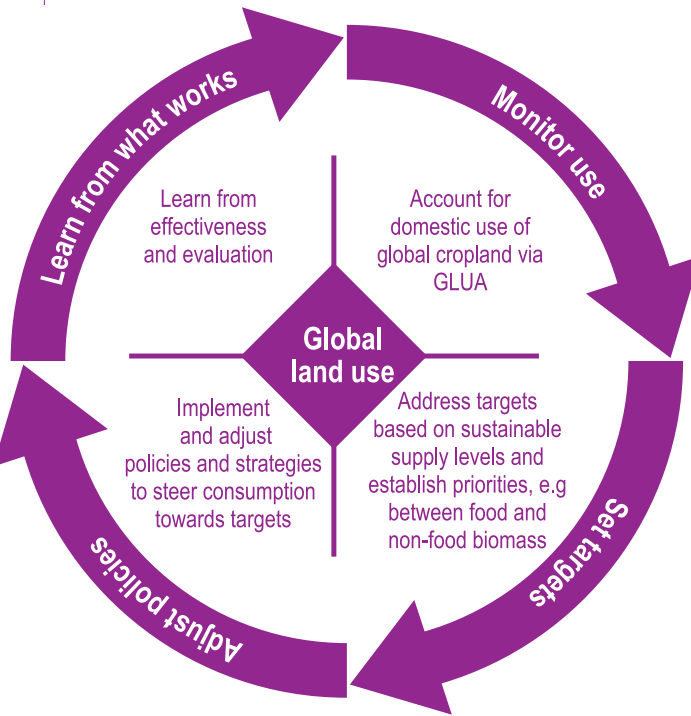 Learn from what works
Monitor use
Learn from
effectiveness
and evaluation
Account for
domestic use of
global cropland via
GLUA
Global
land use
Implement
and adjust
policies and strategies
to steer consumption
towards targets
Address targets
based on sustainable
supply levels and
establish priorities, e.g
between food and
non-food biomass
Adjust policies
Set targets